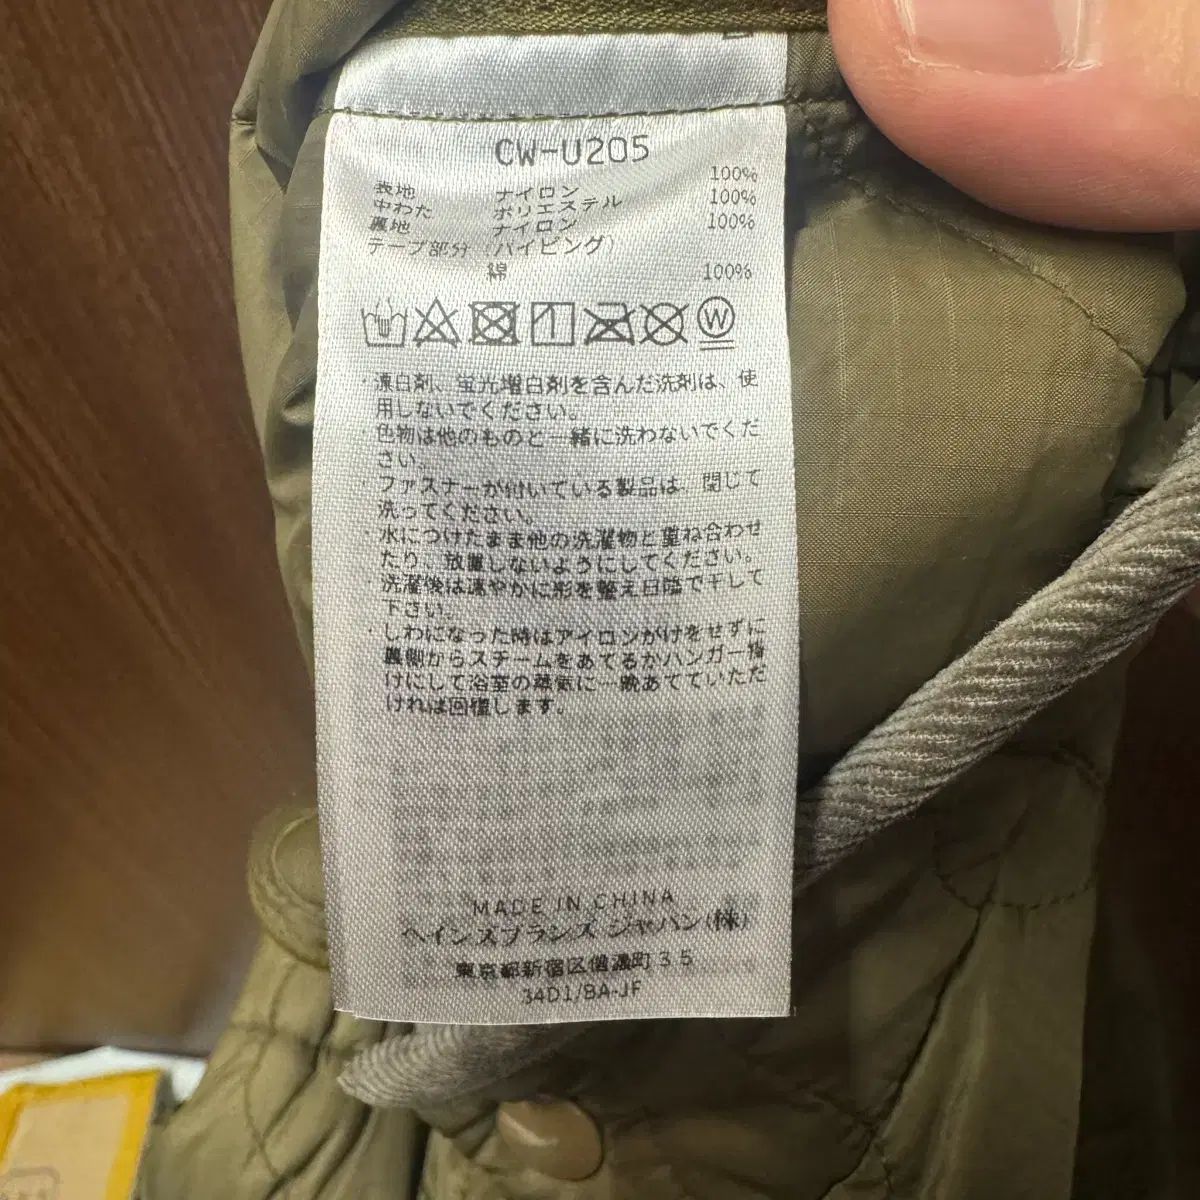 CW-U205
表地 ナイロン 100%
中わた ポリエステル 100%
裏地 ナイロン 100%
テープ部分 (パイピング)
綿 100%
W
・漂白剤、蛍光増白剤を含んだ洗剤は、使
用しないでください。
色物は他のものと一緒に洗わないでくだ
さい。
・ファスナーが付いている製品は、閉じて
洗ってください。
・水につけたまま他の洗濯物と重ね合わせ
たり、放置しないようにしてください。
・洗濯後は速やかに形を整え日陰で干して
下さい。
・しわになった時はアイロンがけをせずに
裏側からスチームをあてるかハンガー掛
けにして浴室の蒸気に一晩あてていただ
ければ回復します。
MADE IN CHINA
ヘインズブランズ ジャパン(株)
東京都新宿区信濃町35
34D1/BA-JF